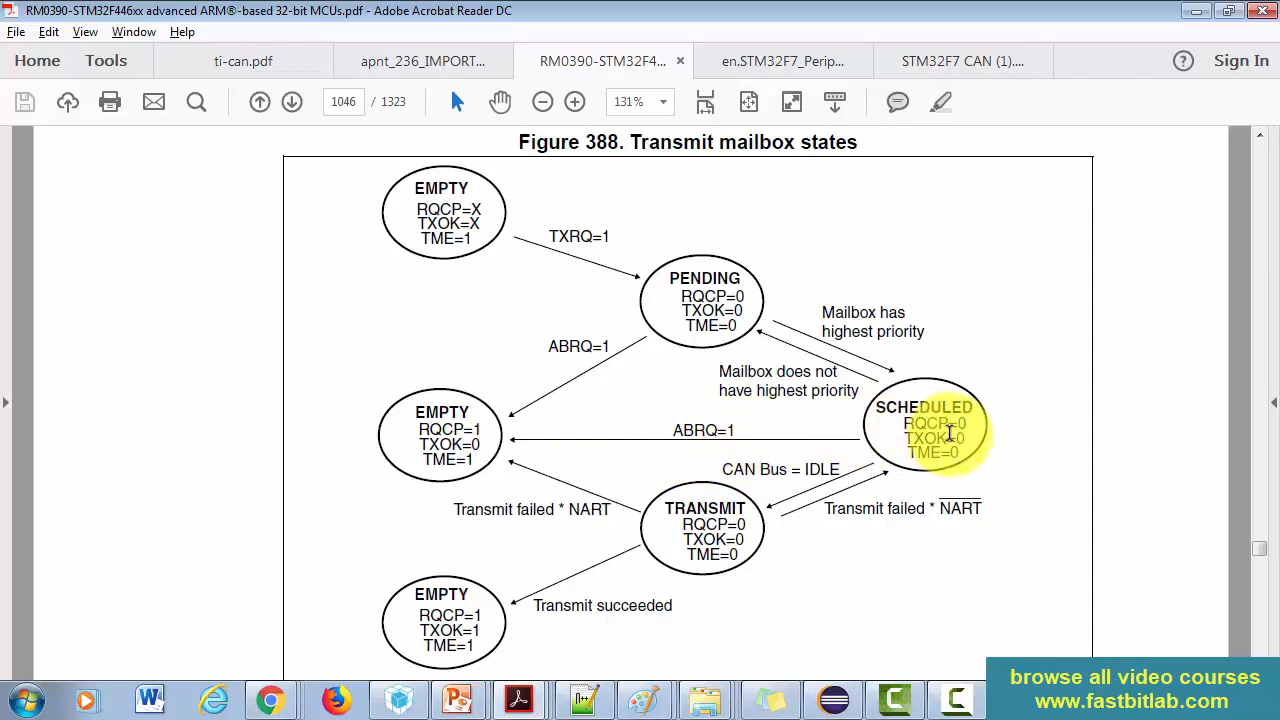 RM0390-STM32F446xx advanced ARM®-based 32-bit MCUs.pdf - Adobe Acrobat Reader DC
File Edit View Window Help
Home Tools ti-can.pdf apnt_236_IMPORT... RM0390-STM32F4... × en.STM32F7_Perip... STM32F7 CAN (1).... ? Sign In
1046 / 1323 131%
Figure 388. Transmit mailbox states
EMPTY
RQCP=X
TXOK=X
TME=1
TXRQ=1
PENDING
RQCP=0
TXOK=0
TME=0
Mailbox has
highest priority
ABRQ=1
Mailbox does not
have highest priority
SCHEDULED
RQCP=0
TXOK=0
TME=0
EMPTY
RQCP=1
TXOK=0
TME=1
ABRQ=1
CAN Bus = IDLE
Transmit failed * NART
TRANSMIT
RQCP=0
TXOK=0
TME=0
Transmit failed * N̅A̅R̅T̅
Transmit succeeded
EMPTY
RQCP=1
TXOK=1
TME=1
browse all video courses
www.fastbitlab.com